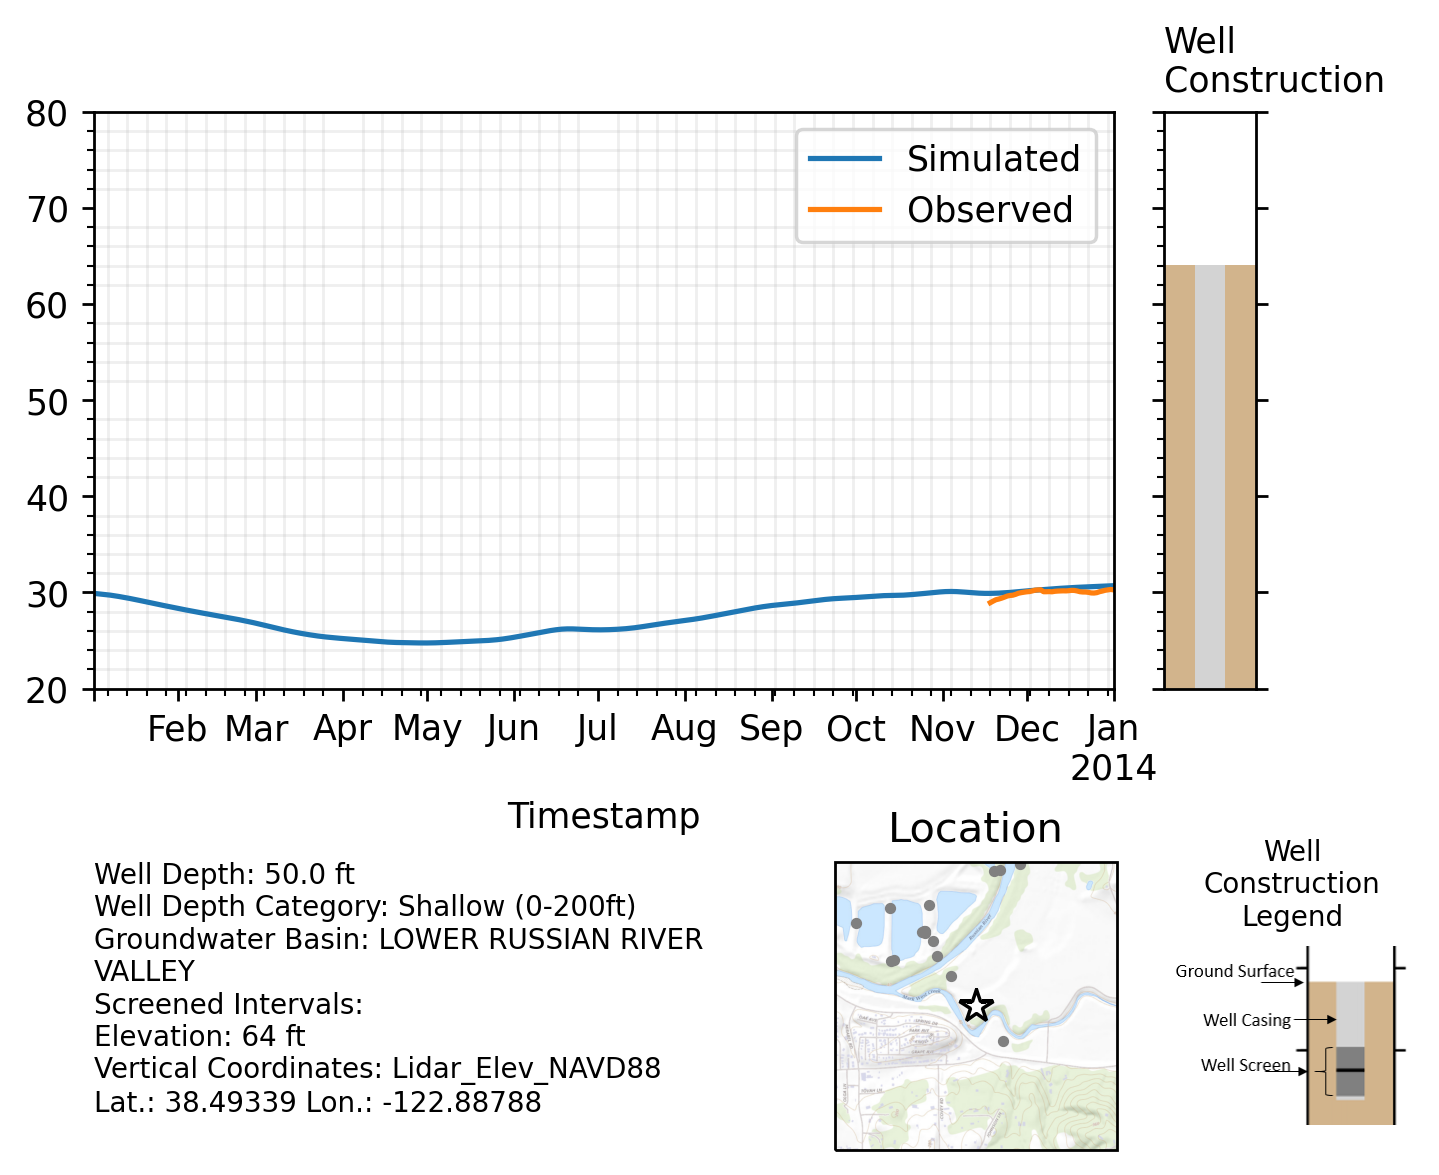 Well
Construction
80
70
60
50
40
30
20
Simulated
Observed
Feb Mar Apr May Jun Jul Aug Sep Oct Nov Dec Jan
2014
Timestamp
Well Depth: 50.0 ft
Well Depth Category: Shallow (0-200ft)
Groundwater Basin: LOWER RUSSIAN RIVER
VALLEY
Screened Intervals:
Elevation: 64 ft
Vertical Coordinates: Lidar_Elev_NAVD88
Lat.: 38.49339 Lon.: -122.88788
Location
Well
Construction
Legend
Ground Surface
Well Casing
Well Screen